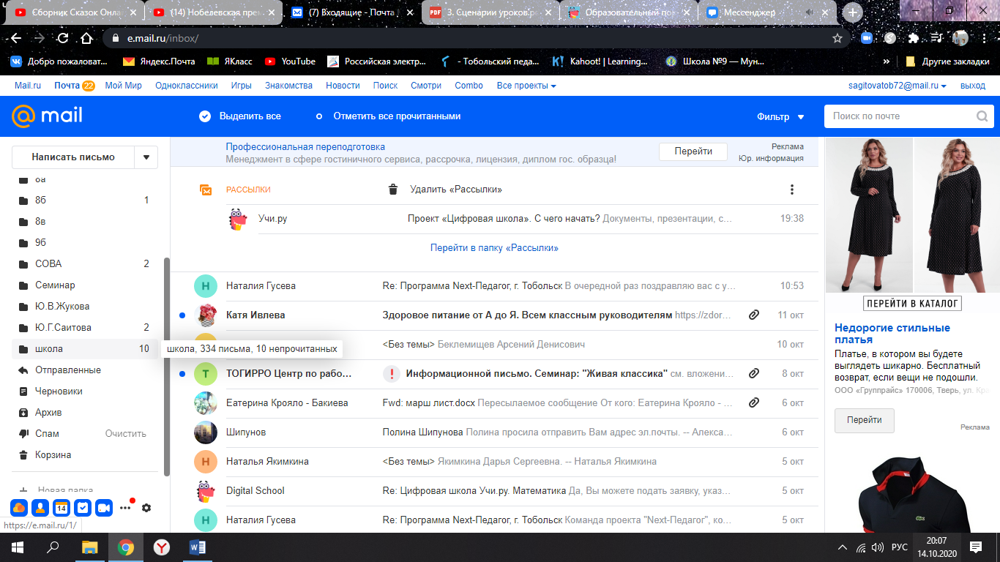 Сборник Сказок Онла
(14) Нобелевская прем
(7) Входящие - Почта
3. Сценарии уроков.pd
Образовательный пор
Мессенджер
e.mail.ru/inbox/
Добро пожаловат...
Яндекс.Почта
ЯКласс
YouTube
Российская электр...
- Тобольский педа...
Kahoot! | Learning...
Школа №9 — Мун...
»
Другие закладки
Mail.ru Почта 22 Мой Мир Одноклассники Игры Знакомства Новости Поиск Смотри Combo Все проекты
sagitovatob72@mail.ru выход
@mail
Выделить все
Отметить все прочитанными
Фильтр
Поиск по почте
Написать письмо
8а
8б 1
8в
9б
СОВА 2
Семинар
Ю.В.Жукова
Ю.Г.Саитова 2
школа 10
школа, 334 письма, 10 непрочитанных
Отправленные
Черновики
Архив
Спам Очистить
Корзина
Новая папка
14
https://e.mail.ru/1/
Профессиональная переподготовка
Менеджмент в сфере гостиничного сервиса, рассрочка, лицензия, диплом гос. образца!
Перейти
Реклама
Юр. информация
РАССЫЛКИ
Удалить «Рассылки»
Учи.ру Проект «Цифровая школа». С чего начать? Документы, презентации, с... 19:38
Перейти в папку «Рассылки»
Н Наталия Гусева Re: Программа Next-Педагог, г. Тобольск В очередной раз поздравляю вас с у... 10:53
Катя Ивлева Здоровое питание от А до Я. Всем классным руководителям https://zdor... 11 окт
<Без темы> Беклемищев Арсений Денисович 10 окт
Т ТОГИРРО Центр по рабо... Информационной письмо. Семинар: "Живая классика" см. вложени... 8 окт
Еатерина Крояло - Бакиева Fwd: марш лист.docx Пересылаемое сообщение От кого: Еатерина Крояло - ... 6 окт
Шипунов Полина Шипунова Полина просила отправить Вам адрес эл.почты. -- Алекса... 6 окт
Н Наталья Якимкина <Без темы> Якимкина Дарья Сергеевна. -- Наталья Якимкина 5 окт
Digital School Re: Цифровая школа Учи.ру. Математика Да, Вы можете подать заявку, указ... 5 окт
Н Наталия Гусева Re: Программа Next-Педагог, г. Тобольск Команда проекта "Next-Педагог", ко... 5 окт
ПЕРЕЙТИ В КАТАЛОГ
Недорогие стильные
платья
Платье, в котором вы будете
выглядеть шикарно. Бесплатный
возврат, если вещи не подошли.
ООО «Группрайс» 170006, Тверь, ул. Кра
Перейти
Реклама
РУС
20:07
14.10.2020